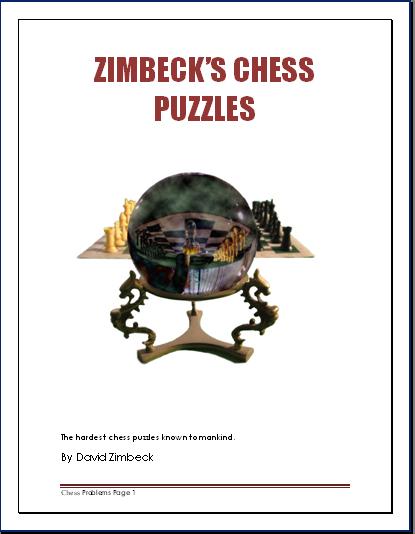 ZIMBECK'S CHESS
PUZZLES
The hardest chess puzzles known to mankind.
By David Zimbeck
Chess Problems Page 1